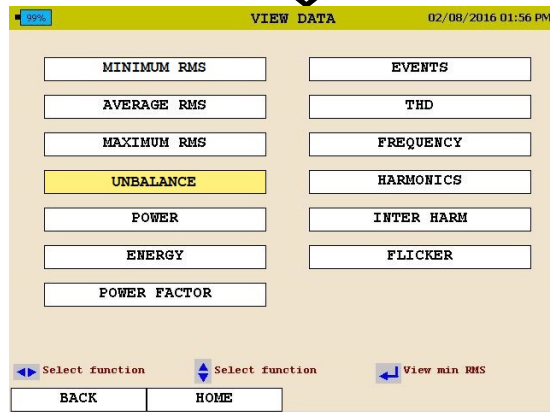 99% VIEW DATA 02/08/2016 01:56 PM
MINIMUM RMS EVENTS
AVERAGE RMS THD
MAXIMUM RMS FREQUENCY
UNBALANCE HARMONICS
POWER INTER HARM
ENERGY FLICKER
POWER FACTOR
Select function Select function View min RMS
BACK HOME